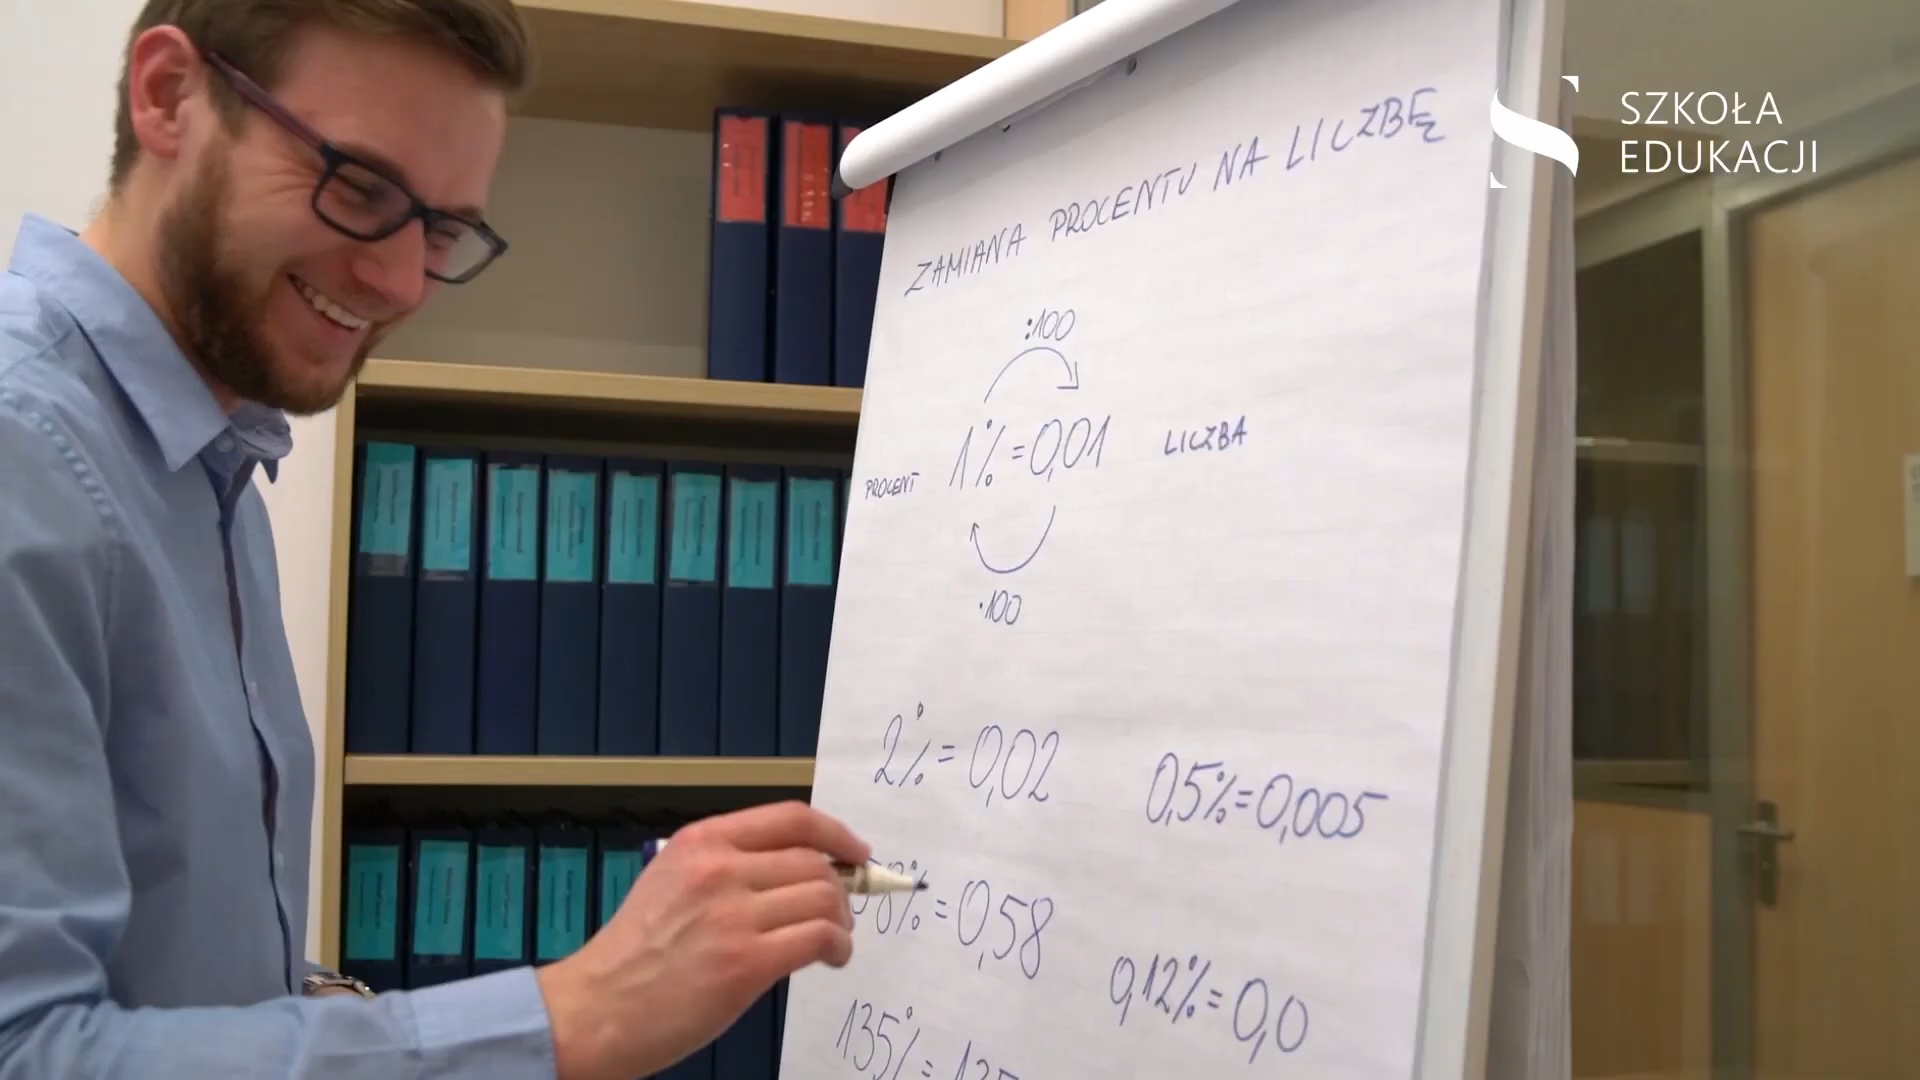 SZKOŁA
EDUKACJI
ZAMIANA PROCENTU NA LICZBĘ
:100
PROCENT 1% = 0,01 LICZBA
·100
2% = 0,02
0,5% = 0,005
58% = 0,58
0,12% = 0,0
135% =